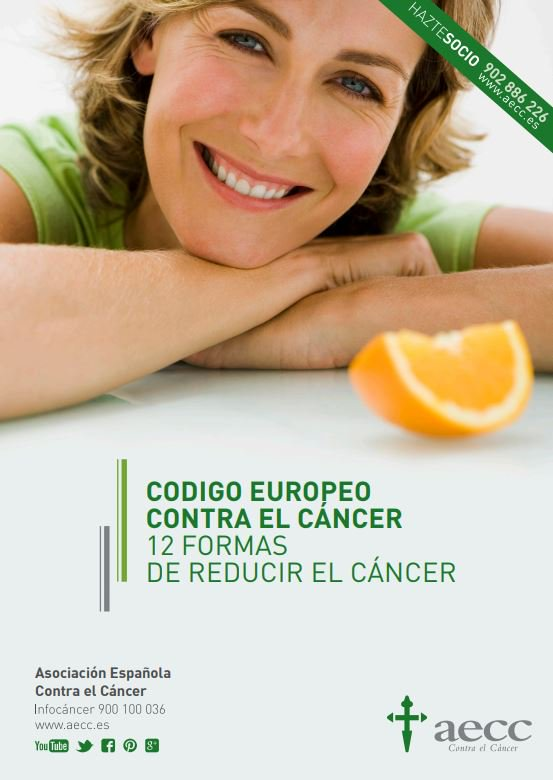 HAZTESOCIO 902 886 226
www.aecc.es
CODIGO EUROPEO
CONTRA EL CÁNCER
12 FORMAS
DE REDUCIR EL CÁNCER
Asociación Española
Contra el Cáncer
Infocáncer 900 100 036
www.aecc.es
YouTube
aecc
Contra el Cáncer